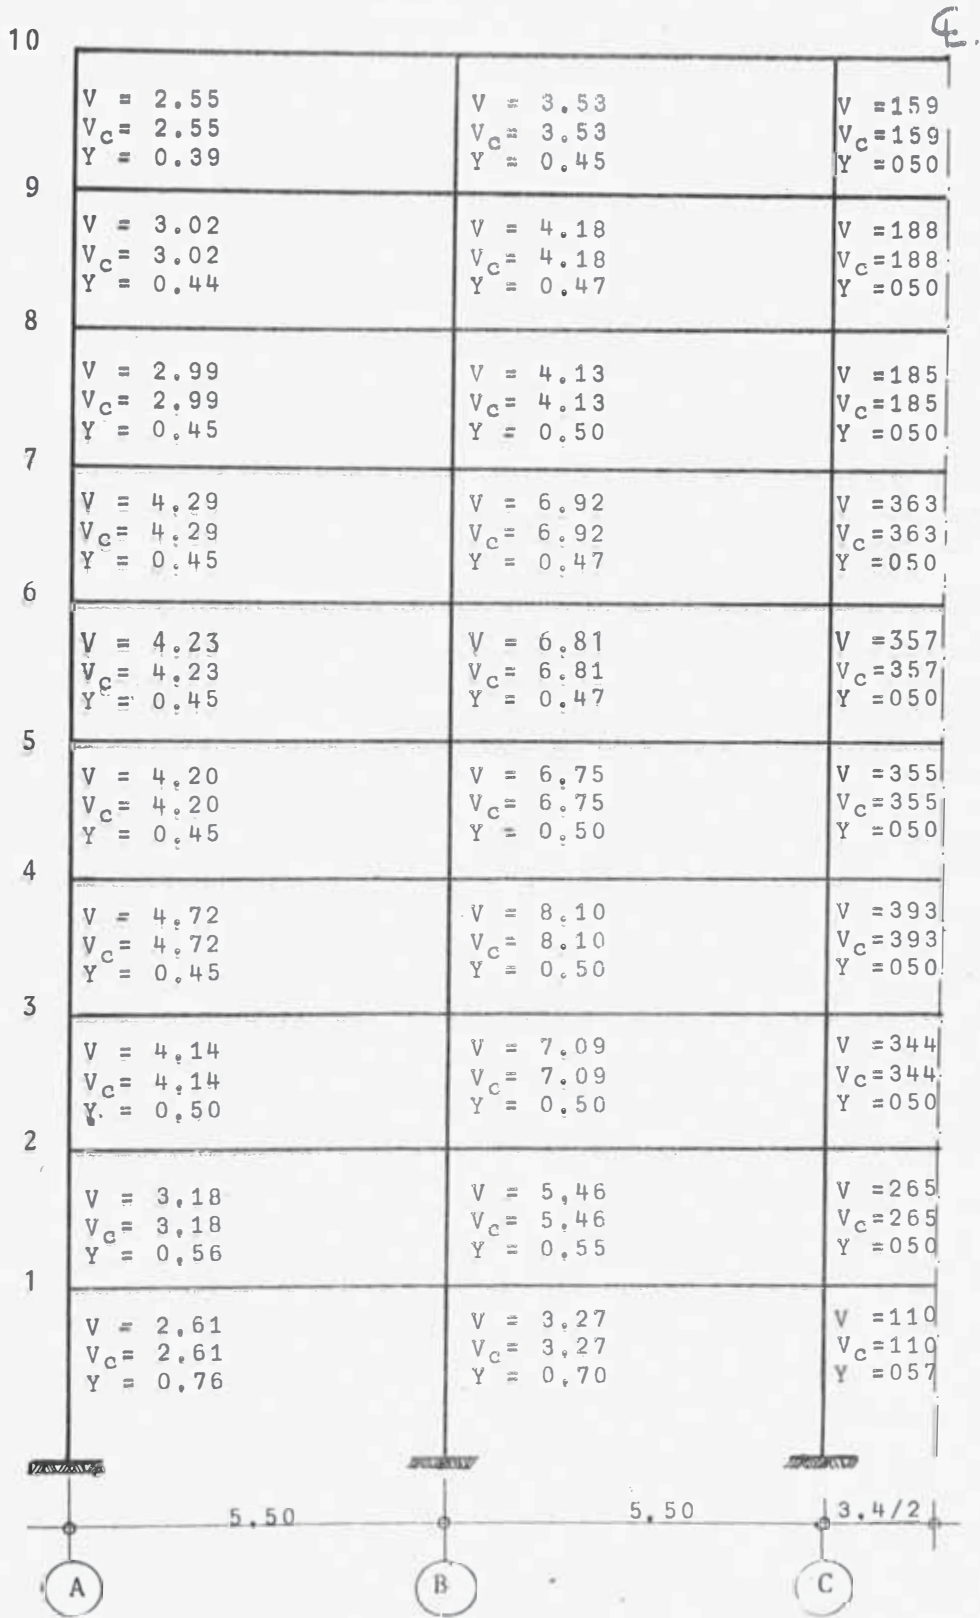 10
℄.
V = 2.55
Vc= 2.55
Y = 0.39
V = 3.53
Vc= 3.53
Y = 0.45
V =159
Vc=159
Y =050
9
V = 3.02
Vc= 3.02
Y = 0.44
V = 4.18
Vc= 4.18
Y = 0.47
V =188
Vc=188
Y =050
8
V = 2.99
Vc= 2.99
Y = 0.45
V = 4.13
Vc= 4.13
Y = 0.50
V =185
Vc=185
Y =050
7
V = 4.29
Vc= 4.29
Y = 0.45
V = 6.92
Vc= 6.92
Y = 0.47
V =363
Vc=363
Y =050
6
V = 4.23
Vc= 4.23
Y = 0.45
V = 6.81
Vc= 6.81
Y = 0.47
V =357
Vc=357
Y =050
5
V = 4.20
Vc= 4.20
Y = 0.45
V = 6.75
Vc= 6.75
Y = 0.50
V =355
Vc=355
Y =050
4
V = 4.72
Vc= 4.72
Y = 0.45
V = 8.10
Vc= 8.10
Y = 0.50
V =393
Vc=393
Y =050
3
V = 4.14
Vc= 4.14
Y. = 0.50
V = 7.09
Vc= 7.09
Y = 0.50
V =344
Vc=344
Y =050
2
V = 3.18
Vc= 3.18
Y = 0.56
V = 5.46
Vc= 5.46
Y = 0.55
V =265
Vc=265
Y =050
1
V = 2.61
Vc= 2.61
Y = 0.76
V = 3.27
Vc= 3.27
Y = 0.70
V =110
Vc=110
Y =057
5.50
5.50
3.4/2
A
B
C